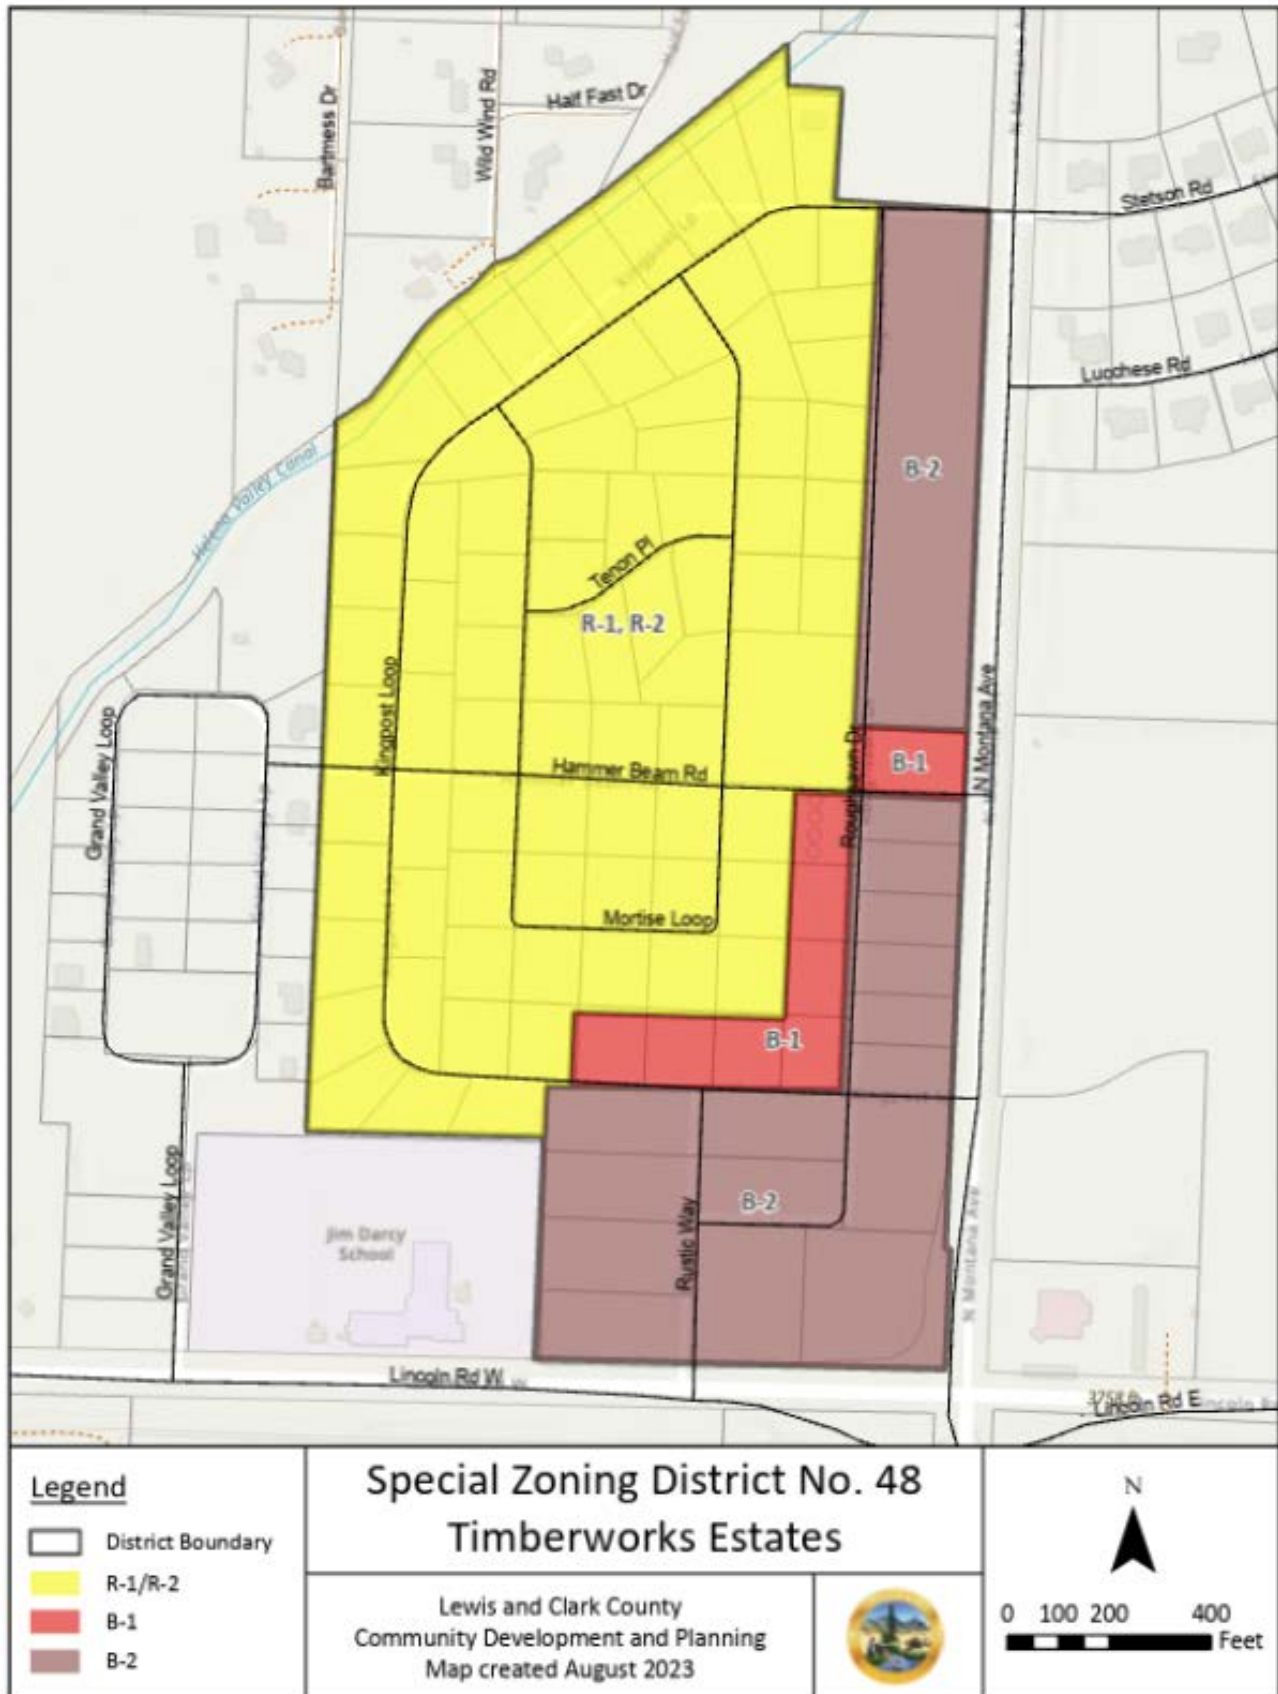 Bartmess Dr
Wild Wind Rd
Half Fast Dr
Stetson Rd
Kingpost Lp
Lucchese Rd
B-2
Helena Valley Canal
Tenon Pl
R-1, R-2
Kingpost Loop
Grand Valley Loop
Hammer Beam Rd
Roughsawn Dr
B-1
N Montana Ave
Mortise Loop
B-1
Grand Valley Loop
Jim Darcy
School
Rustic Way
B-2
N Montana Ave
Lincoln Rd W
Lincoln Rd E
Legend
District Boundary
R-1/R-2
B-1
B-2
Special Zoning District No. 48
Timberworks Estates
Lewis and Clark County
Community Development and Planning
Map created August 2023
N
0 100 200 400
Feet